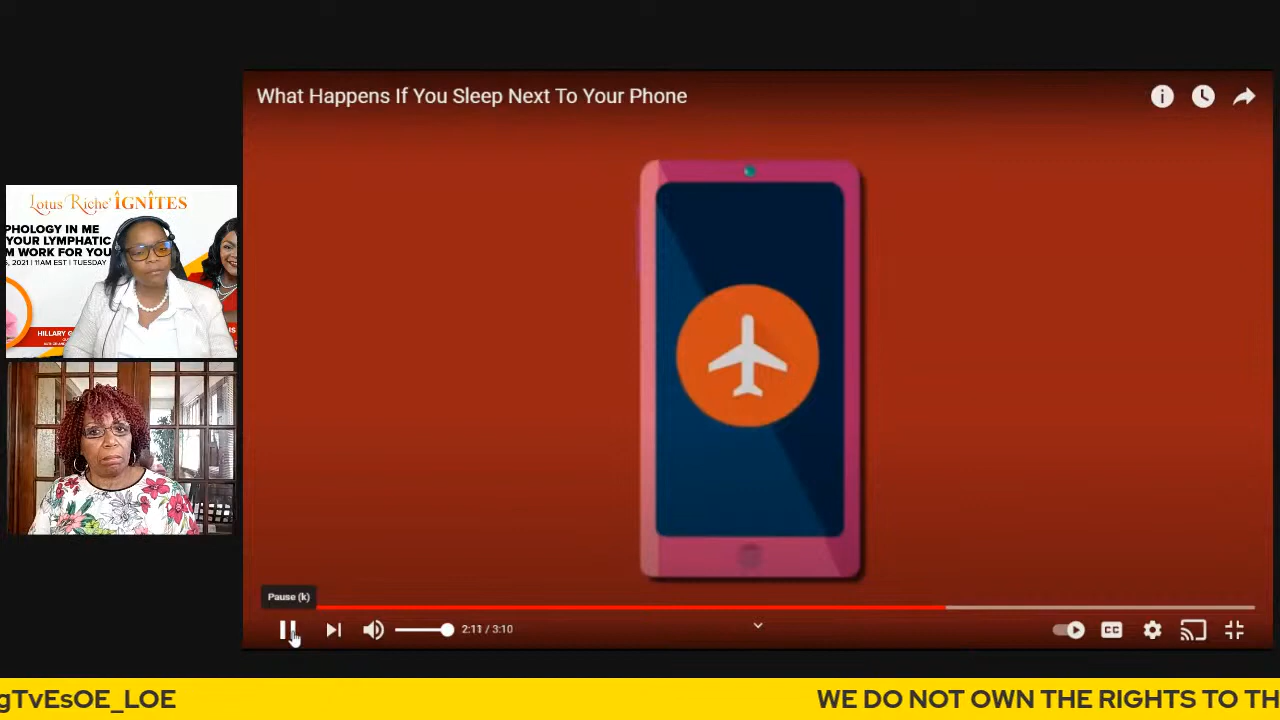 What Happens If You Sleep Next To Your Phone
Lotus Riche' IGNITES
PHOLOGY IN ME
YOUR LYMPHATIC
M WORK FOR YOU
2021 | 11AM EST | TUESDAY
HILLARY G
Pause (k)
2:11 / 3:10
CC
gTvEsOE_LOE
WE DO NOT OWN THE RIGHTS TO TH